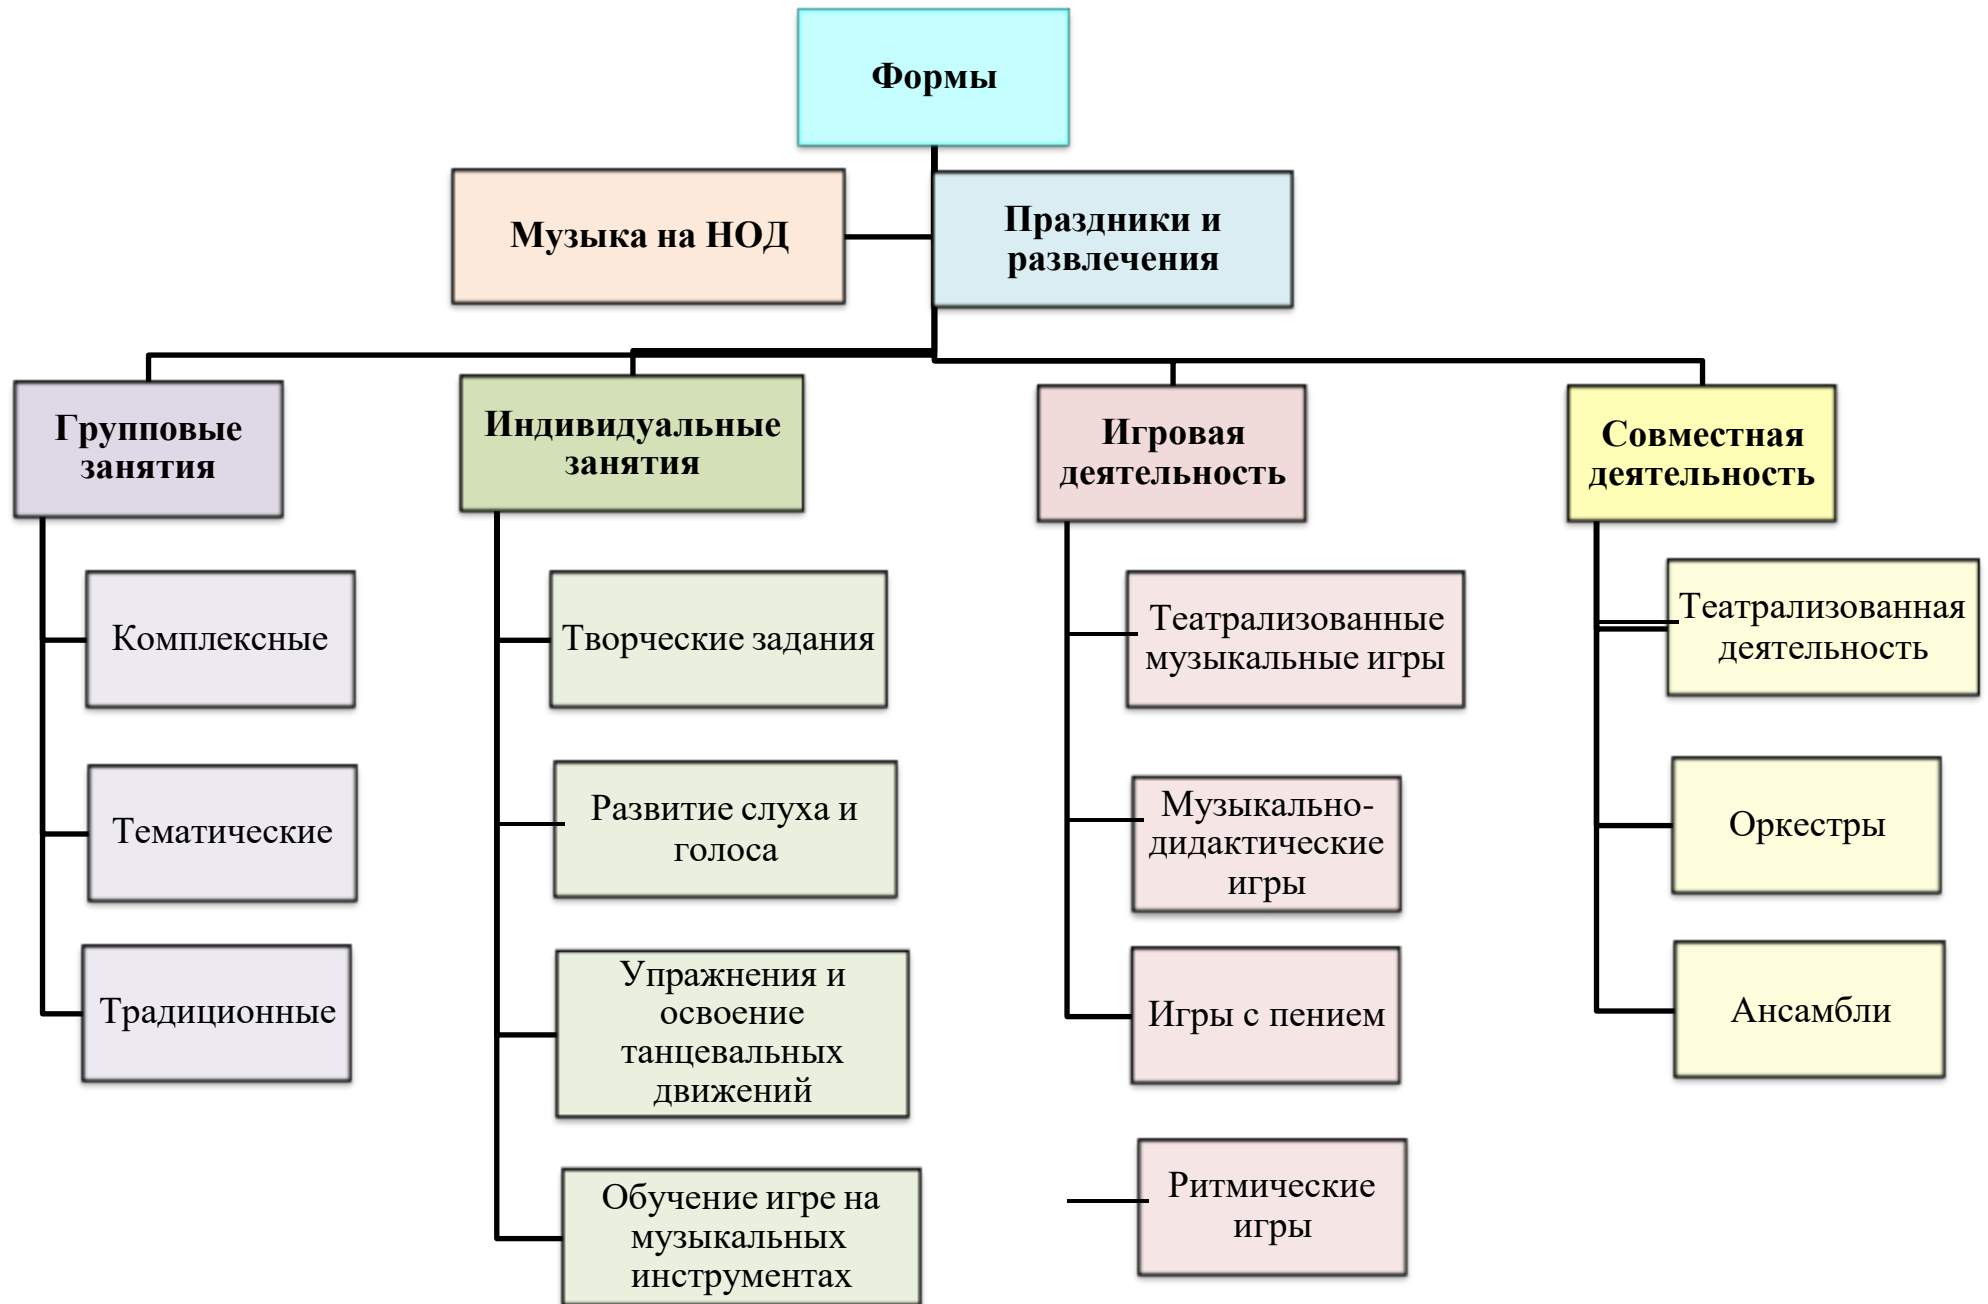 Формы
Музыка на НОД
Праздники и
развлечения
Групповые
занятия
Индивидуальные
занятия
Игровая
деятельность
Совместная
деятельность
Комплексные
Тематические
Традиционные
Творческие задания
Развитие слуха и
голоса
Упражнения и
освоение
танцевальных
движений
Обучение игре на
музыкальных
инструментах
Театрализованные
музыкальные игры
Музыкально-
дидактические
игры
Игры с пением
Ритмические
игры
Театрализованная
деятельность
Оркестры
Ансамбли